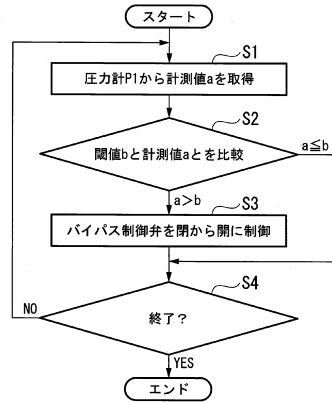 スタート
S1
圧力計P1から計測値aを取得
S2
閾値bと計測値aとを比較
a≦b
a>b
S3
バイパス制御弁を閉から開に制御
S4
NO
終了?
YES
エンド